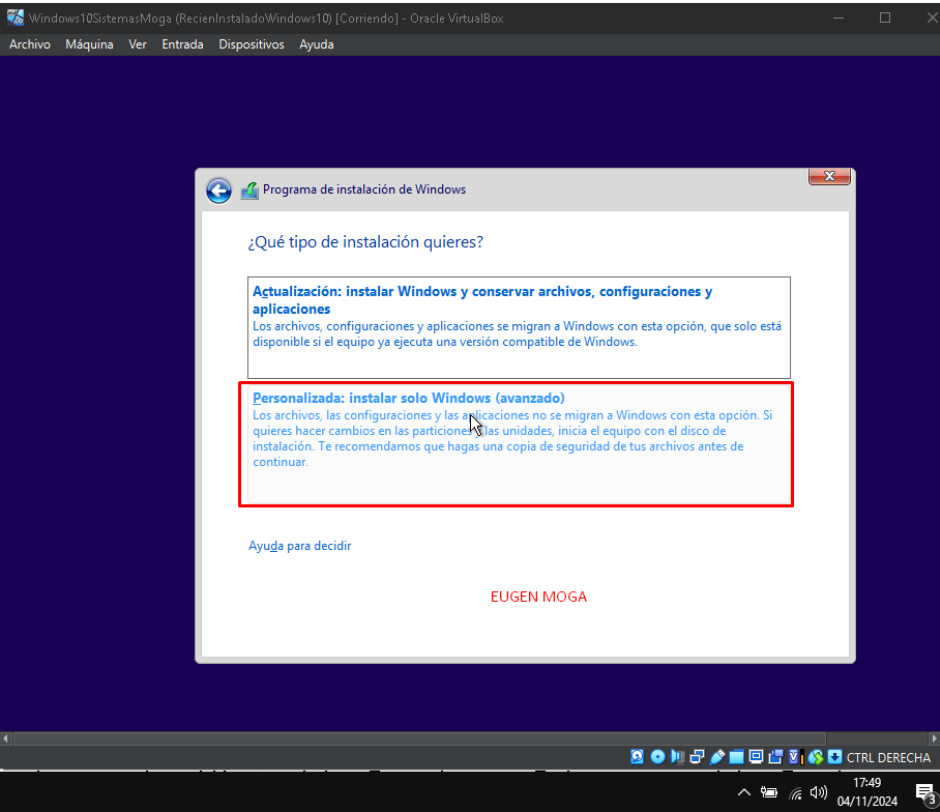 Windows10SistemasMoga (RecienInstaladoWindows10) [Corriendo] - Oracle VirtualBox
Archivo Máquina Ver Entrada Dispositivos Ayuda
Programa de instalación de Windows
¿Qué tipo de instalación quieres?
Actualización: instalar Windows y conservar archivos, configuraciones y
aplicaciones
Los archivos, configuraciones y aplicaciones se migran a Windows con esta opción, que solo está
disponible si el equipo ya ejecuta una versión compatible de Windows.
Personalizada: instalar solo Windows (avanzado)
Los archivos, las configuraciones y las aplicaciones no se migran a Windows con esta opción. Si
quieres hacer cambios en las particiones y las unidades, inicia el equipo con el disco de
instalación. Te recomendamos que hagas una copia de seguridad de tus archivos antes de
continuar.
Ayuda para decidir
EUGEN MOGA
CTRL DERECHA
17:49
04/11/2024
3